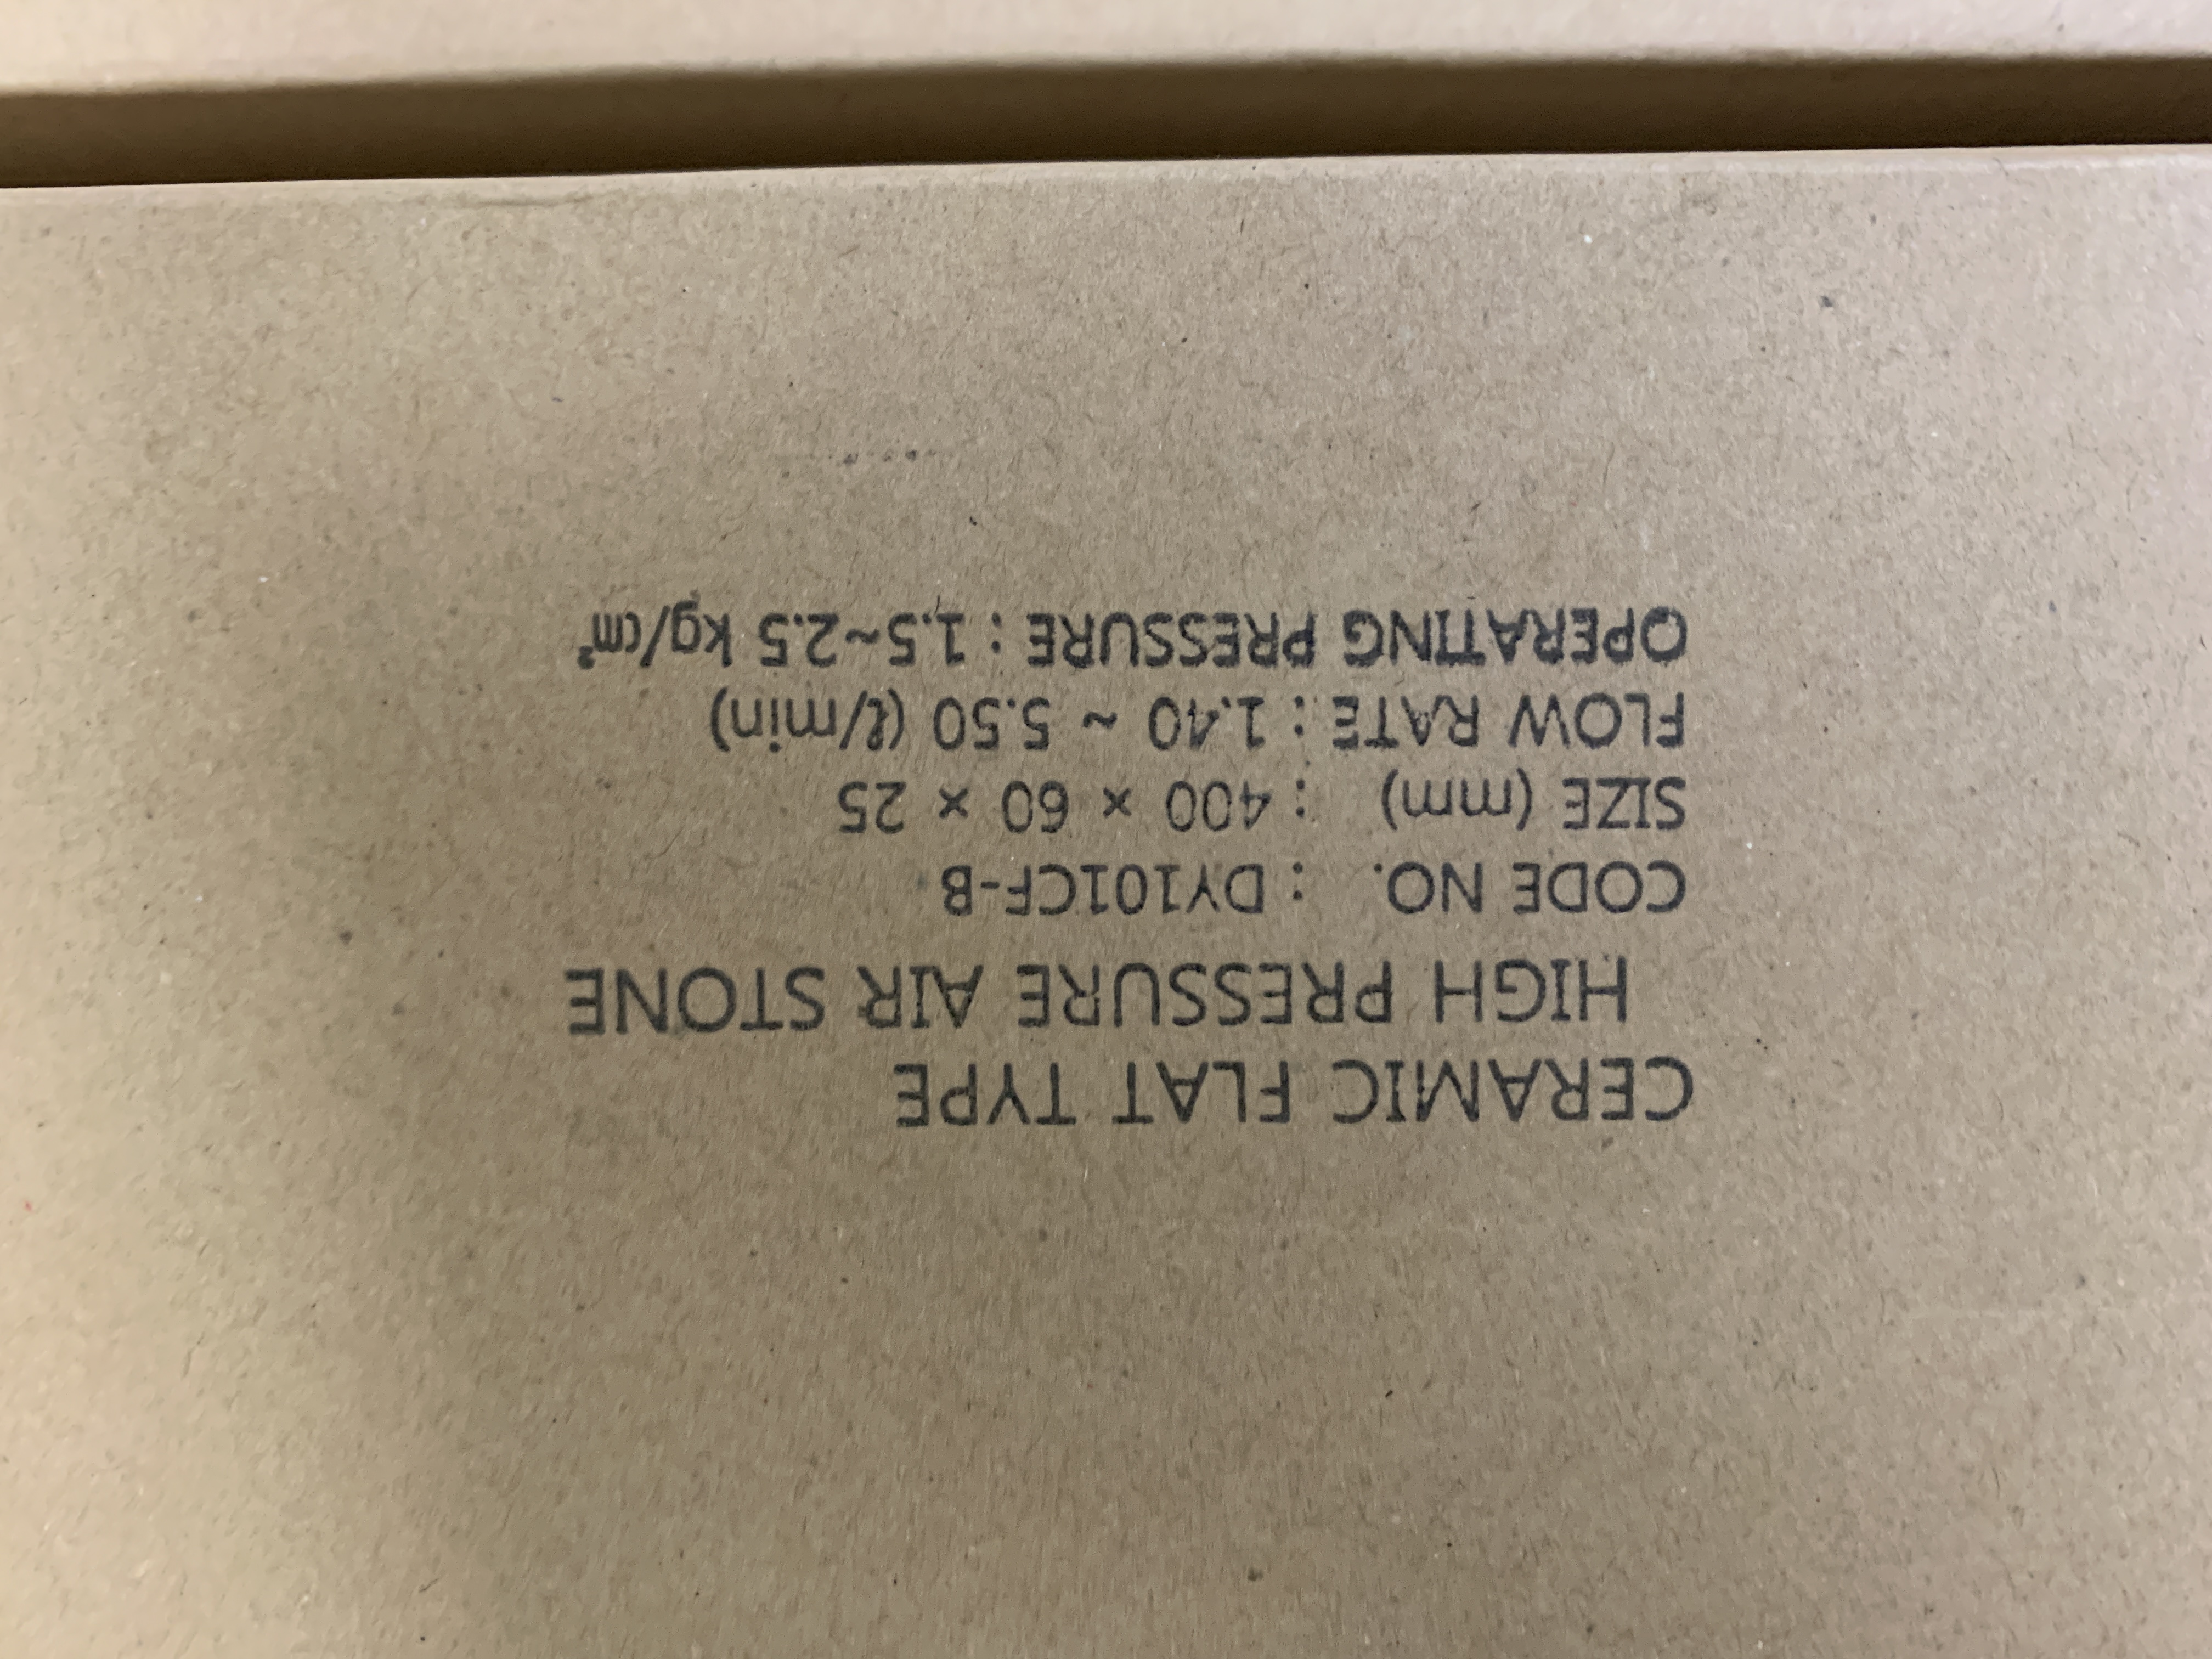 CERAMIC FLAT TYPE
HIGH PRESSURE AIR STONE
CODE NO. : DY101CF-B
SIZE (mm) : 400 × 60 × 25
FLOW RATE : 1.40 ~ 5.50 (ℓ/min)
OPERATING PRESSURE : 1.5~2.5 kg/cm²